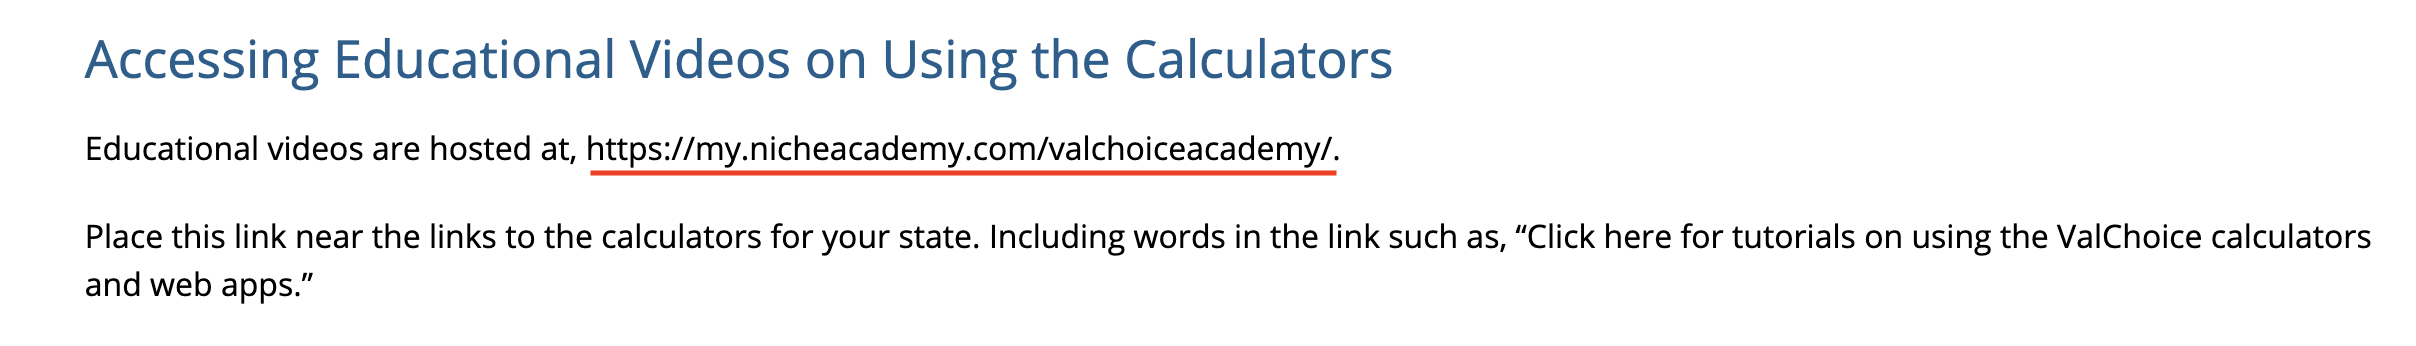 Accessing Educational Videos on Using the Calculators
Educational videos are hosted at, https://my.nicheacademy.com/valchoiceacademy/.
Place this link near the links to the calculators for your state. Including words in the link such as, “Click here for tutorials on using the ValChoice calculators
and web apps.”